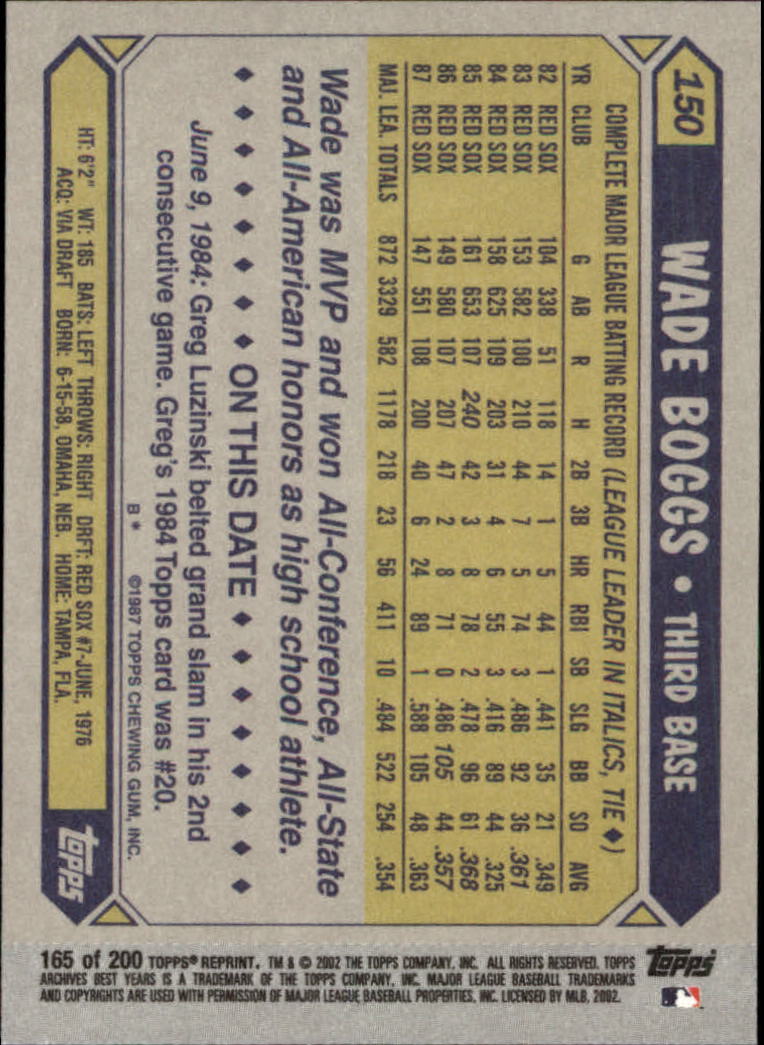 150 WADE BOGGS • THIRD BASE
COMPLETE MAJOR LEAGUE BATTING RECORD (LEAGUE LEADER IN ITALICS, TIE ♦)
YR CLUB G AB R H 2B 3B HR RBI SB SLG BB SO AVG
82 RED SOX 104 338 51 118 14 1 5 44 1 .441 35 21 .349
83 RED SOX 153 582 100 210 44 7 5 74 3 .486 92 36 .361
84 RED SOX 158 625 109 203 31 4 6 55 3 .416 89 44 .325
85 RED SOX 161 653 107 240 42 3 8 78 2 .478 96 61 .368
86 RED SOX 149 580 107 207 47 2 8 71 0 .486 105 44 .357
87 RED SOX 147 551 108 200 40 6 24 89 1 .588 105 48 .363
MAJ. LEA. TOTALS 872 3329 582 1178 218 23 56 411 10 .484 522 254 .354
Wade was MVP and won All-Conference, All-State
and All-American honors as high school athlete.
♦ ♦ ♦ ♦ ♦ ♦ ♦ ON THIS DATE ♦ ♦ ♦ ♦ ♦ ♦ ♦
June 9, 1984: Greg Luzinski belted grand slam in his 2nd
consecutive game. Greg's 1984 Topps card was #20.
B * ©1987 TOPPS CHEWING GUM, INC.
HT: 6'2" WT: 185 BATS: LEFT THROWS: RIGHT DRFT: RED SOX #7-JUNE, 1976
ACQ: VIA DRAFT BORN: 6-15-58, OMAHA, NEB. HOME: TAMPA, FLA.
topps
165 of 200 TOPPS® REPRINT. TM & © 2002 THE TOPPS COMPANY, INC. ALL RIGHTS RESERVED. TOPPS
ARCHIVES BEST YEARS IS A TRADEMARK OF THE TOPPS COMPANY, INC. MAJOR LEAGUE BASEBALL TRADEMARKS
AND COPYRIGHTS ARE USED WITH PERMISSION OF MAJOR LEAGUE BASEBALL PROPERTIES, INC. LICENSED BY MLB, 2002.
topps